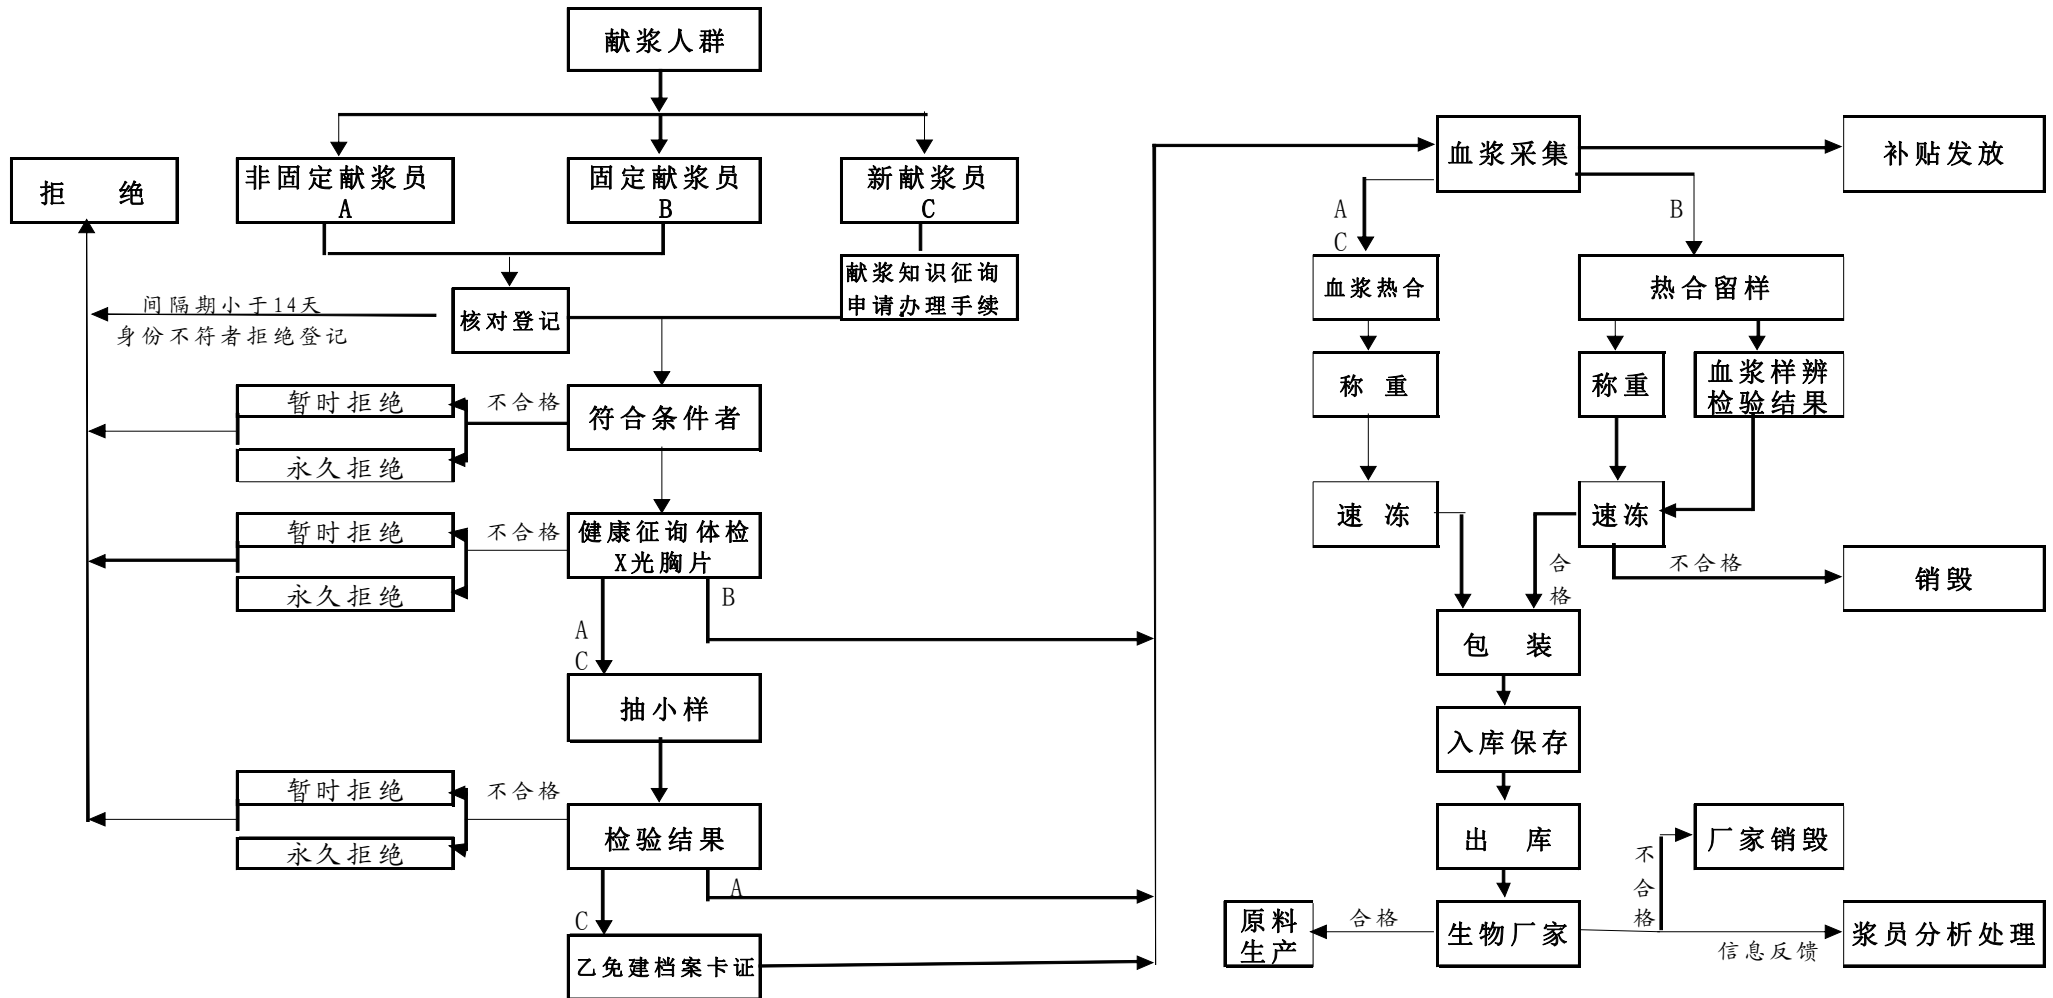 献浆人群
非固定献浆员
A
固定献浆员
B
新献浆员
C
拒 绝
献浆知识征询
申请办理手续
核对登记
间隔期小于14天
身份不符者拒绝登记
暂时拒绝
不合格
符合条件者
永久拒绝
暂时拒绝
不合格
健康征询体检
X光胸片
永久拒绝
B
A
C
抽小样
暂时拒绝
不合格
检验结果
永久拒绝
A
C
乙免建档案卡证
血浆采集
补贴发放
A
C
B
血浆热合
热合留样
称 重
称重
血浆样辨
检验结果
速 冻
速冻
合
格
不合格
销毁
包 装
入库保存
出 库
不
合
格
厂家销毁
原料
生产
合格
生物厂家
信息反馈
浆员分析处理